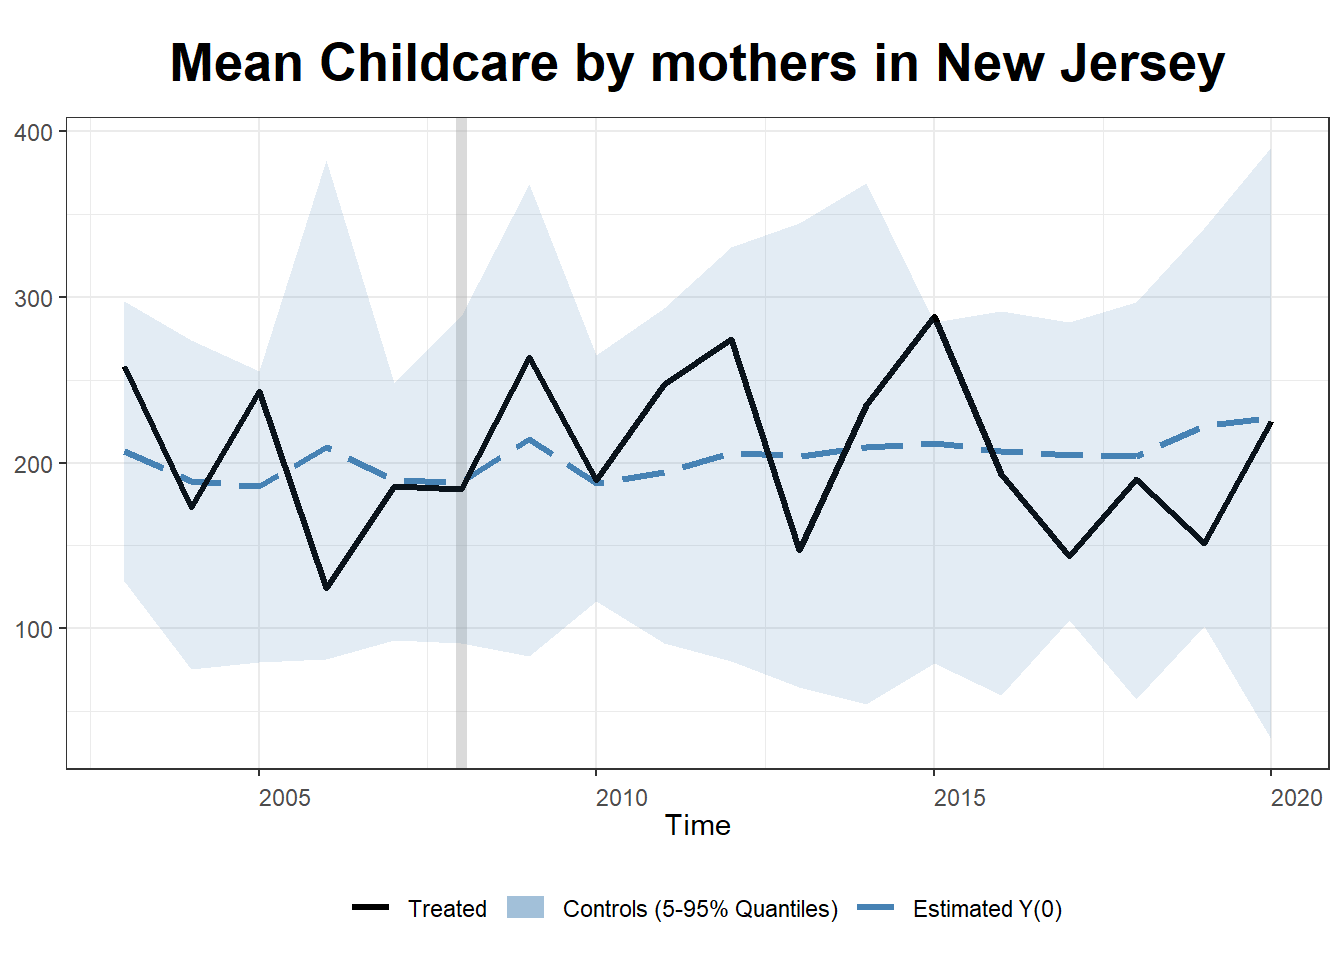 Mean Childcare by mothers in New Jersey
400
300
200
100
2005 2010 2015 2020
Time
Treated Controls (5-95% Quantiles) Estimated Y(0)